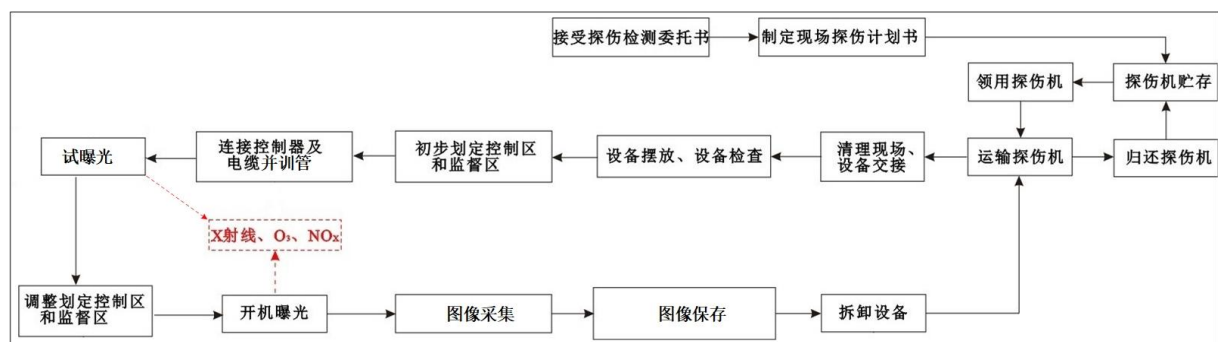 接受探伤检测委托书
制定现场探伤计划书
领用探伤机
探伤机贮存
试曝光
连接控制器及
电缆并训管
初步划定控制区
和监督区
设备摆放、设备检查
清理现场、
设备交接
运输探伤机
归还探伤机
X射线、O₃、NOx
调整划定控制区
和监督区
开机曝光
图像采集
图像保存
拆卸设备